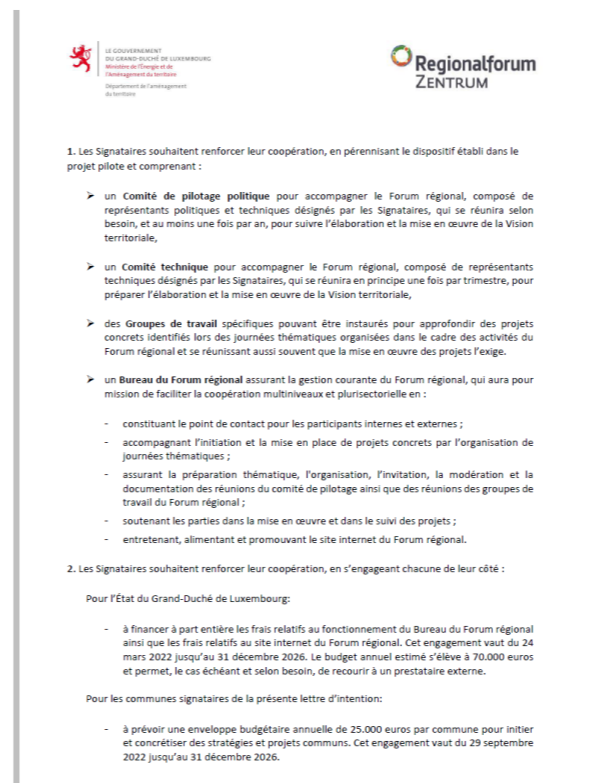 LE GOUVERNEMENT
DU GRAND-DUCHÉ DE LUXEMBOURG
Ministère de l'Énergie et de
l'Aménagement du territoire
Département de l'aménagement
du territoire
Regionalforum
ZENTRUM
1. Les Signataires souhaitent renforcer leur coopération, en pérennisant le dispositif établi dans le
projet pilote et comprenant :
➤ un Comité de pilotage politique pour accompagner le Forum régional, composé de
représentants politiques et techniques désignés par les Signataires, qui se réunira selon
besoin, et au moins une fois par an, pour suivre l'élaboration et la mise en œuvre de la Vision
territoriale,
➤ un Comité technique pour accompagner le Forum régional, composé de représentants
techniques désignés par les Signataires, qui se réunira en principe une fois par trimestre, pour
préparer l'élaboration et la mise en œuvre de la Vision territoriale,
➤ des Groupes de travail spécifiques pouvant être instaurés pour approfondir des projets
concrets identifiés lors des journées thématiques organisées dans le cadre des activités du
Forum régional et se réunissant aussi souvent que la mise en œuvre des projets l'exige.
➤ un Bureau du Forum régional assurant la gestion courante du Forum régional, qui aura pour
mission de faciliter la coopération multiniveaux et plurisectorielle en :
- constituant le point de contact pour les participants internes et externes ;
- accompagnant l'initiation et la mise en place de projets concrets par l'organisation de
journées thématiques ;
- assurant la préparation thématique, l'organisation, l'invitation, la modération et la
documentation des réunions du comité de pilotage ainsi que des réunions des groupes de
travail du Forum régional ;
- soutenant les parties dans la mise en œuvre et dans le suivi des projets ;
- entretenant, alimentant et promouvant le site internet du Forum régional.
2. Les Signataires souhaitent renforcer leur coopération, en s'engageant chacune de leur côté :
Pour l'État du Grand-Duché de Luxembourg:
- à financer à part entière les frais relatifs au fonctionnement du Bureau du Forum régional
ainsi que les frais relatifs au site internet du Forum régional. Cet engagement vaut du 24
mars 2022 jusqu'au 31 décembre 2026. Le budget annuel estimé s'élève à 70.000 euros
et permet, le cas échéant et selon besoin, de recourir à un prestataire externe.
Pour les communes signataires de la présente lettre d'intention:
- à prévoir une enveloppe budgétaire annuelle de 25.000 euros par commune pour initier
et concrétiser des stratégies et projets communs. Cet engagement vaut du 29 septembre
2022 jusqu'au 31 décembre 2026.